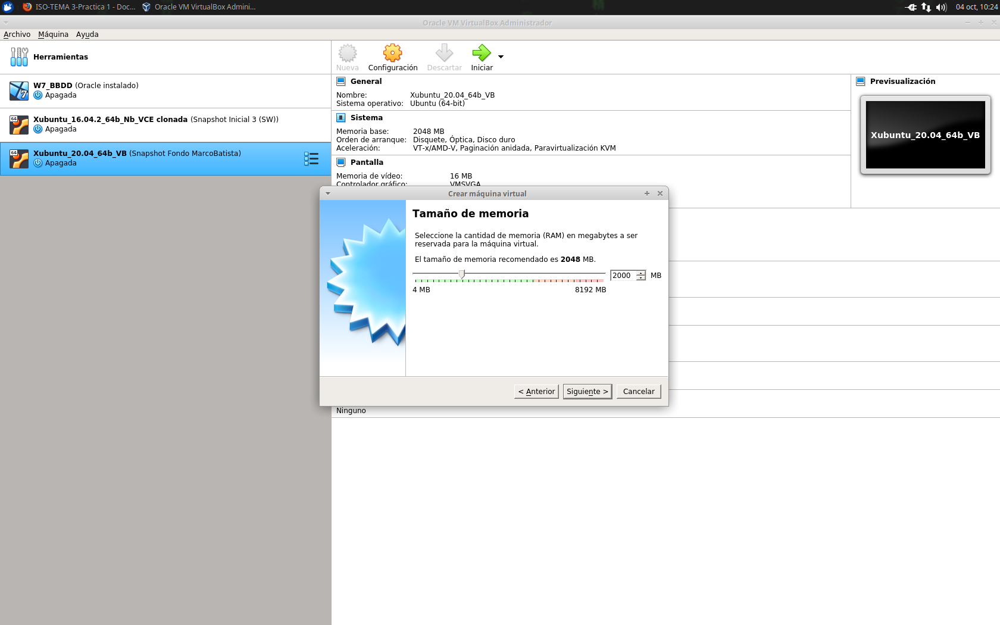 ISO-TEMA 3-Practica 1 - Doc...
Oracle VM VirtualBox Admini...
04 oct, 10:24
Oracle VM VirtualBox Administrador
Archivo Máquina Ayuda
Herramientas
Nueva Configuración Descartar Iniciar
W7_BBDD (Oracle instalado)
Apagada
Xubuntu_16.04.2_64b_Nb_VCE clonada (Snapshot Inicial 3 (SW))
Apagada
Xubuntu_20.04_64b_VB (Snapshot Fondo MarcoBatista)
Apagada
7
64
64
General
Nombre: Xubuntu_20.04_64b_VB
Sistema operativo: Ubuntu (64-bit)
Sistema
Memoria base: 2048 MB
Orden de arranque: Disquete, Óptica, Disco duro
Aceleración: VT-x/AMD-V, Paginación anidada, Paravirtualización KVM
Pantalla
Memoria de vídeo: 16 MB
Controlador gráfico: VMSVGA
Previsualización
Xubuntu_20.04_64b_VB
Crear máquina virtual
Tamaño de memoria
Seleccione la cantidad de memoria (RAM) en megabytes a ser
reservada para la máquina virtual.
El tamaño de memoria recomendado es 2048 MB.
2000 MB
4 MB 8192 MB
< Anterior Siguiente > Cancelar
Ninguno